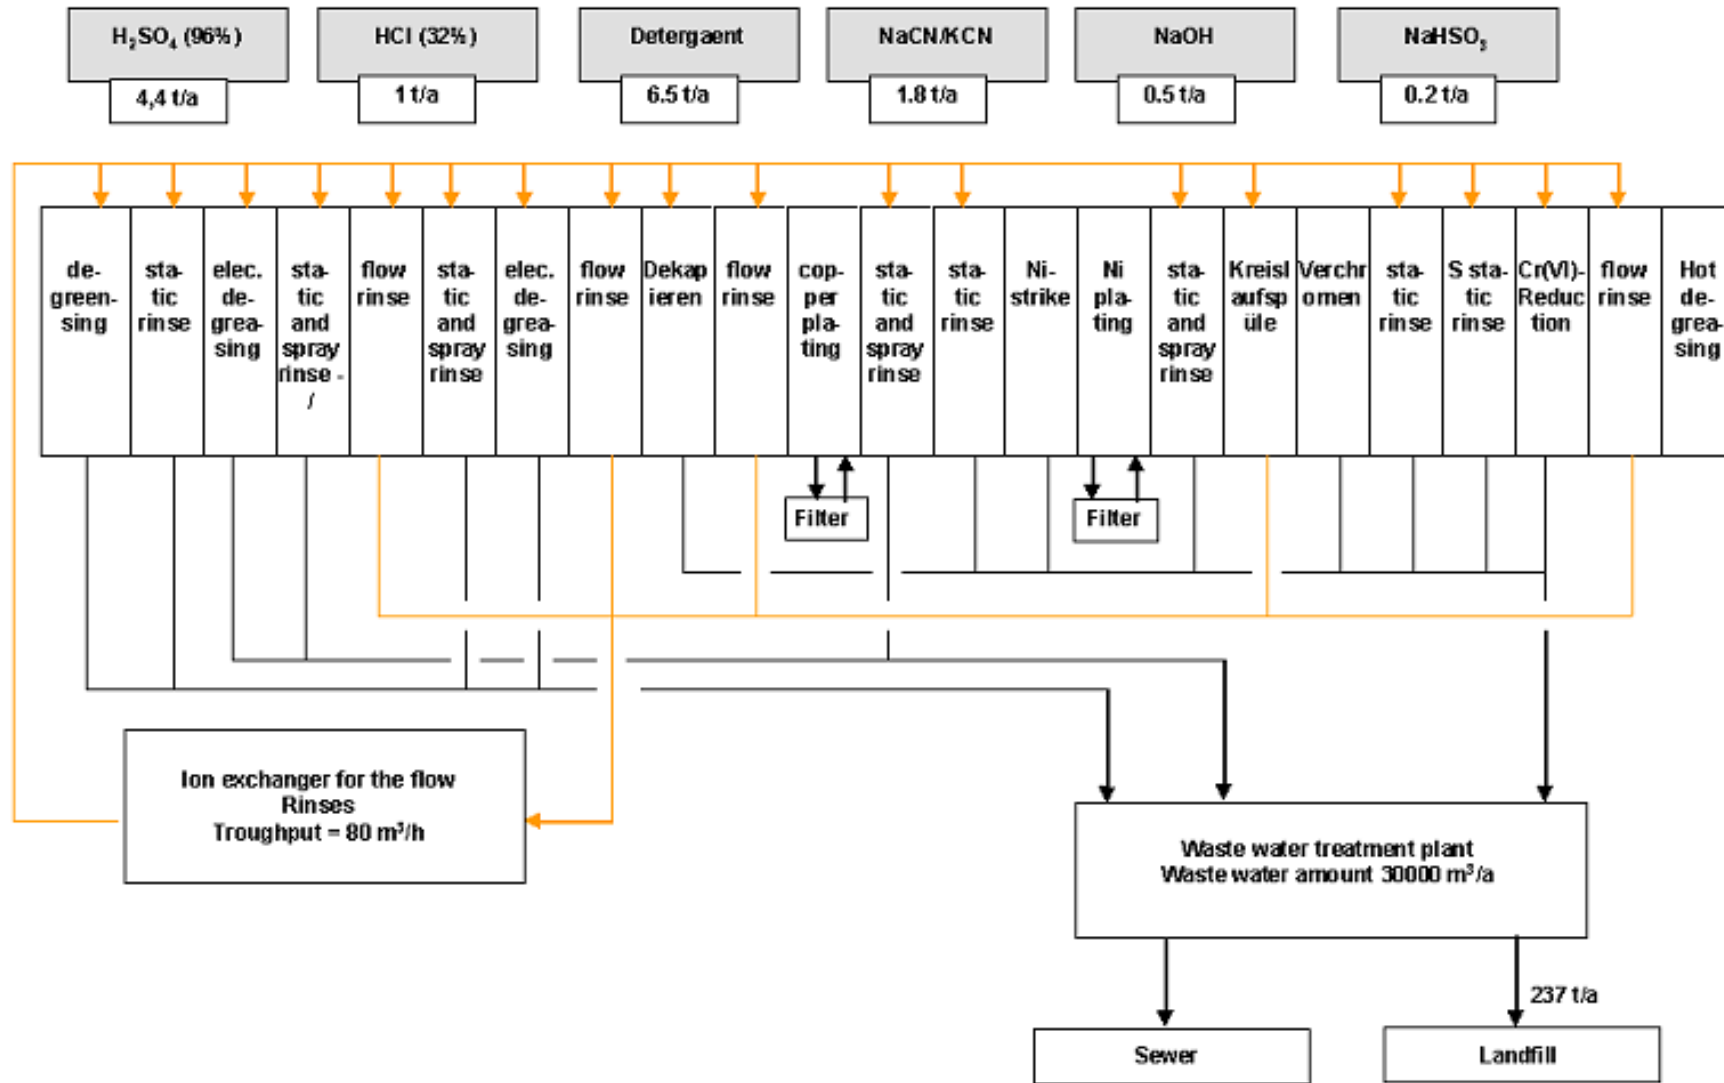 H₂SO₄ (96%)
HCl (32%)
Detergaent
NaCN/KCN
NaOH
NaHSO₃
4,4 t/a
1 t/a
6.5 t/a
1.8 t/a
0.5 t/a
0.2 t/a
de-
green-
sing
sta-
tic
rinse
elec.
de-
grea-
sing
sta-
tic
and
spray
rinse -
/
flow
rinse
sta-
tic
and
spray
rinse
elec.
de-
grea-
sing
flow
rinse
Dekap
ieren
flow
rinse
cop-
per
pla-
ting
sta-
tic
and
spray
rinse
sta-
tic
rinse
Ni-
strike
Ni
pla-
ting
sta-
tic
and
spray
rinse
Kreisl
aufsp
üle
Verchr
omen
sta-
tic
rinse
S sta-
tic
rinse
Cr(VI)-
Reduc
tion
flow
rinse
Hot
de-
grea-
sing
Filter
Filter
Ion exchanger for the flow
Rinses
Troughput = 80 m³/h
Waste water treatment plant
Waste water amount 30000 m³/a
237 t/a
Sewer
Landfill